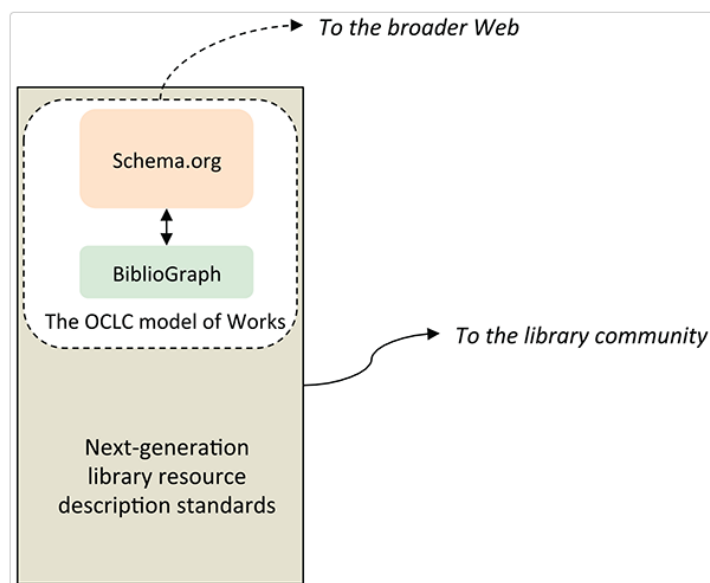 To the broader Web
Schema.org
BiblioGraph
The OCLC model of Works
To the library community
Next-generation
library resource
description standards